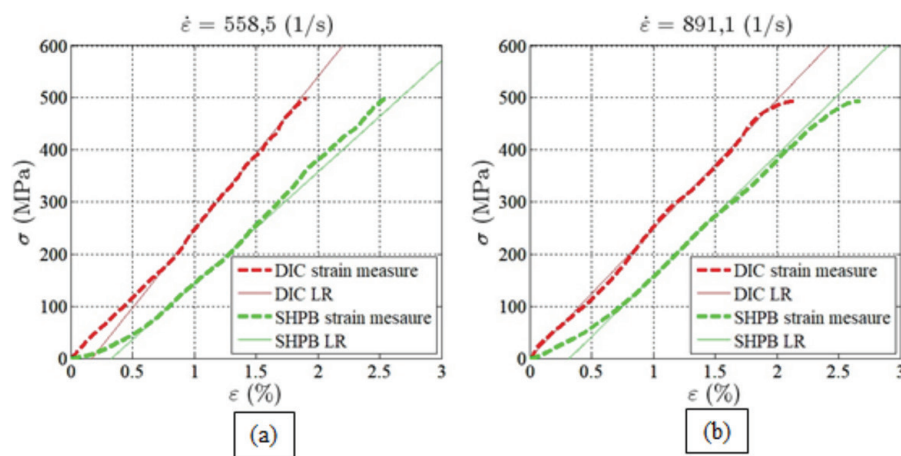 ε̇ = 558,5 (1/s)
600
500
400
300
200
100
0
σ (MPa)
DIC strain measure
DIC LR
SHPB strain mesaure
SHPB LR
0 0.5 1 1.5 2 2.5 3
ε (%)
(a)
ε̇ = 891,1 (1/s)
600
500
400
300
200
100
0
σ (MPa)
DIC strain measure
DIC LR
SHPB strain mesaure
SHPB LR
0 0.5 1 1.5 2 2.5 3
ε (%)
(b)